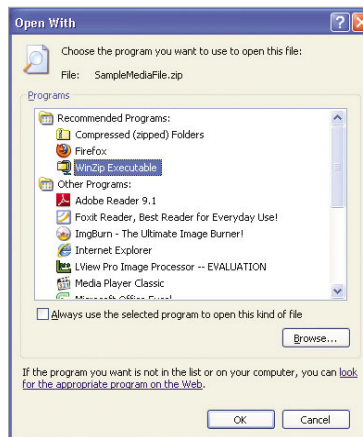 Open With
Choose the program you want to use to open this file:
File: SampleMediaFile.zip
Programs
Recommended Programs:
Compressed (zipped) Folders
Firefox
WinZip Executable
Other Programs:
Adobe Reader 9.1
Foxit Reader, Best Reader for Everyday Use!
ImgBurn - The Ultimate Image Burner!
Internet Explorer
LView Pro Image Processor -- EVALUATION
Media Player Classic
Microsoft Office Excel
Always use the selected program to open this kind of file
Browse...
If the program you want is not in the list or on your computer, you can look
for the appropriate program on the Web.
OK Cancel